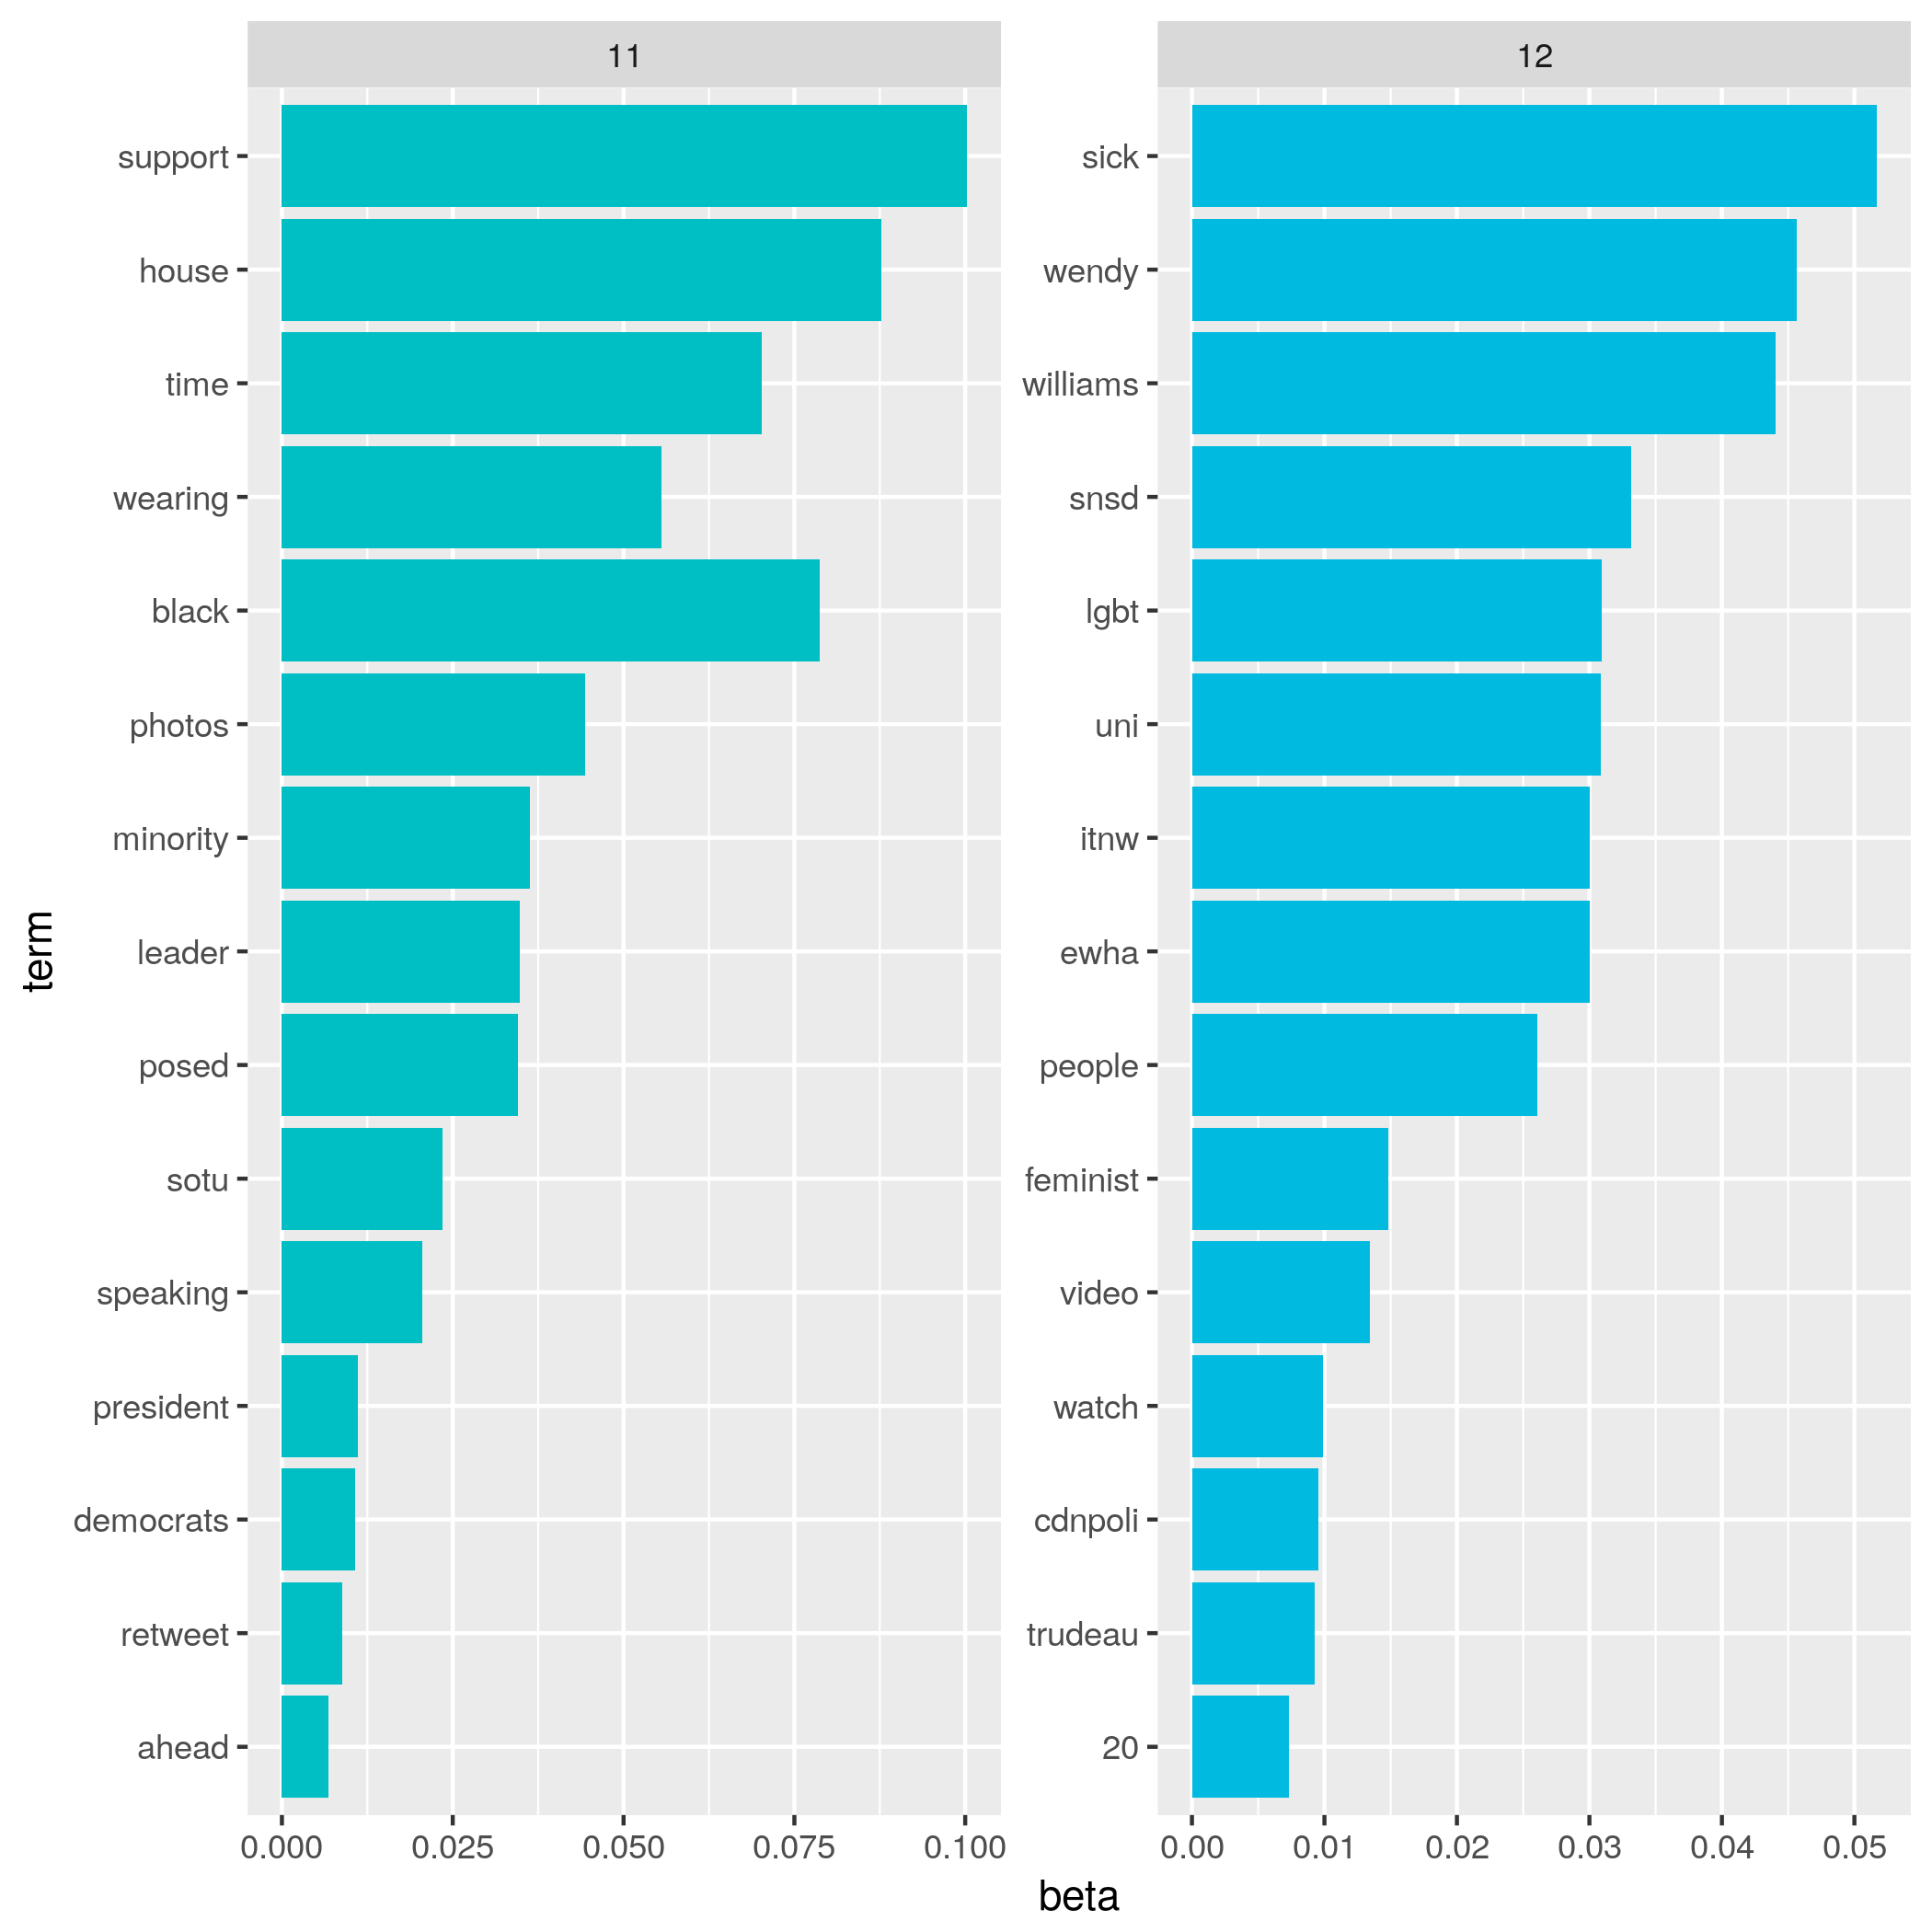 11
12
term
support
house
time
wearing
black
photos
minority
leader
posed
sotu
speaking
president
democrats
retweet
ahead
0.000 0.025 0.050 0.075 0.100
sick
wendy
williams
snsd
lgbt
uni
itnw
ewha
people
feminist
video
watch
cdnpoli
trudeau
20
0.00 0.01 0.02 0.03 0.04 0.05
beta